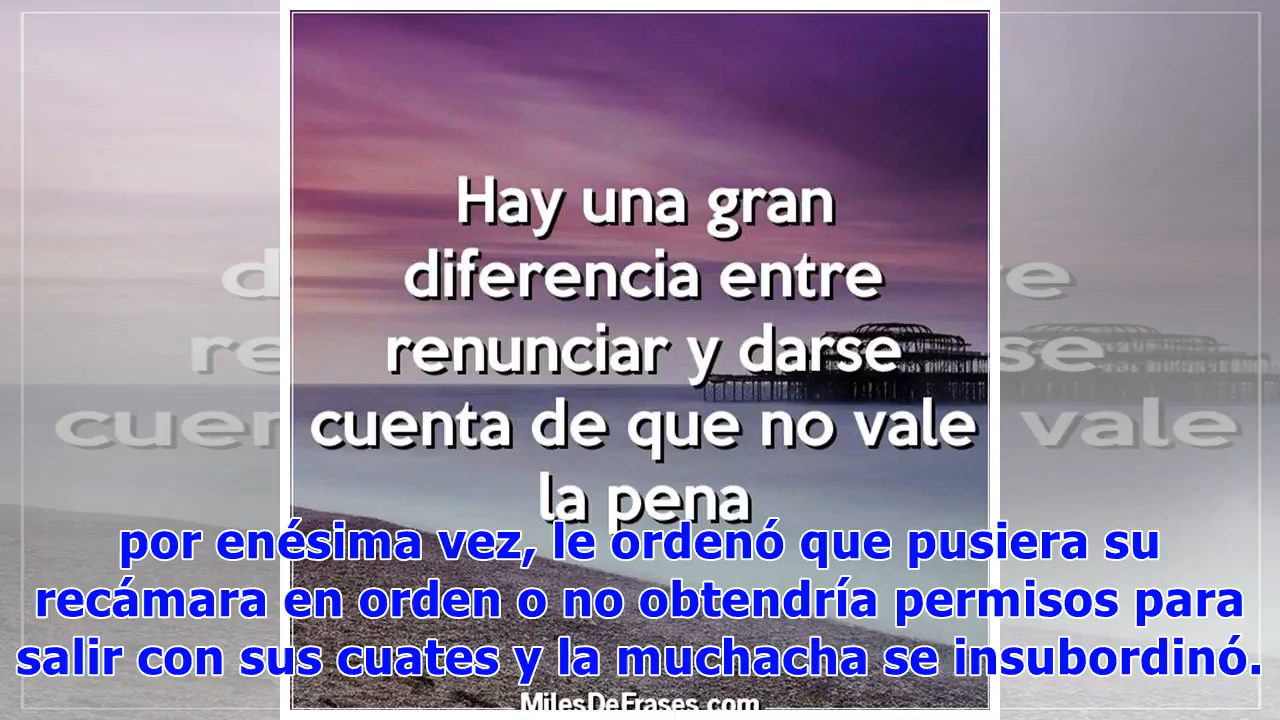 Hay una gran
diferencia entre
renunciar y darse
cuenta de que no vale
la pena
por enésima vez, le ordenó que pusiera su
recámara en orden o no obtendría permisos para
salir con sus cuates y la muchacha se insubordinó.
MilesDeFrases.com